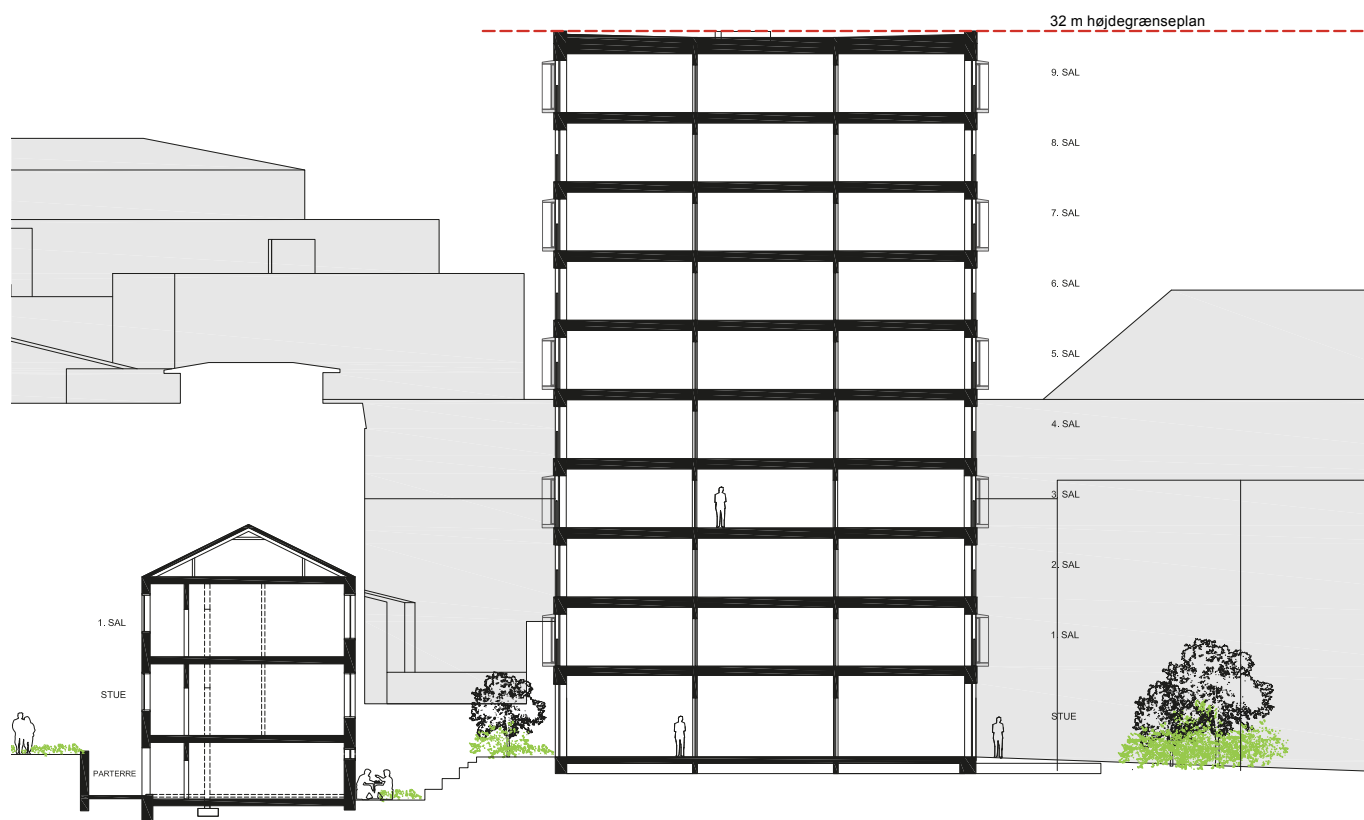 32 m højdegrænseplan
9. SAL
8. SAL
7. SAL
6. SAL
5. SAL
4. SAL
3. SAL
2. SAL
1. SAL
STUE
1. SAL
STUE
PARTERRE